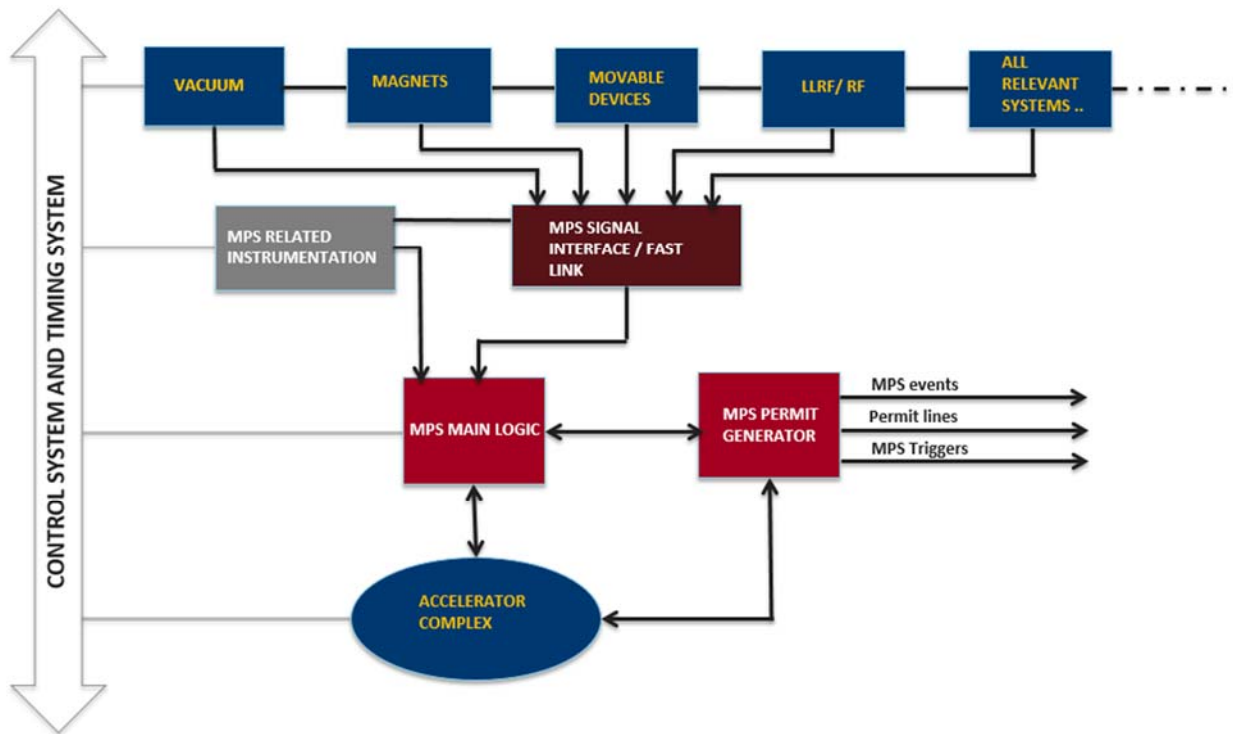 CONTROL SYSTEM AND TIMING SYSTEM
VACUUM
MAGNETS
MOVABLE
DEVICES
LLRF/ RF
ALL
RELEVANT
SYSTEMS ..
MPS RELATED
INSTRUMENTATION
MPS SIGNAL
INTERFACE / FAST
LINK
MPS MAIN LOGIC
MPS PERMIT
GENERATOR
MPS events
Permit lines
MPS Triggers
ACCELERATOR
COMPLEX